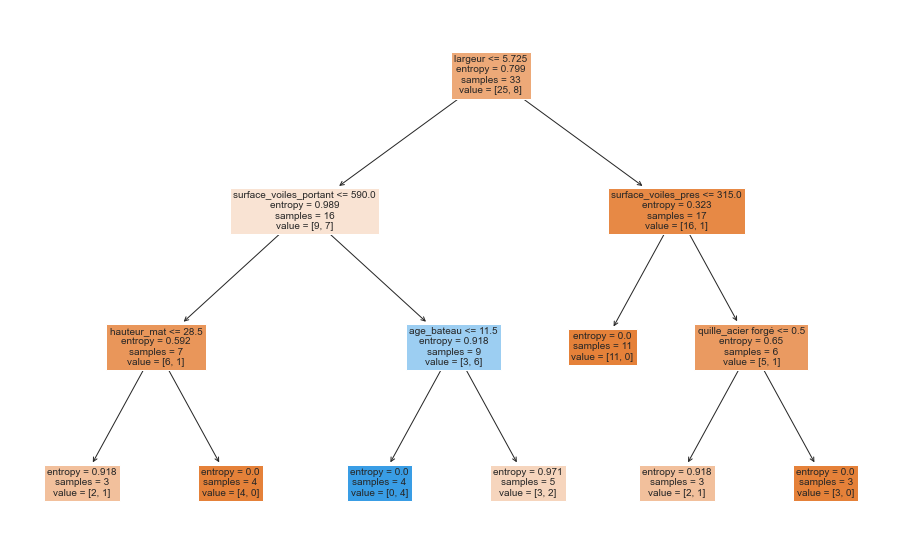 largeur <= 5.725
entropy = 0.799
samples = 33
value = [25, 8]
surface_voiles_portant <= 590.0
entropy = 0.989
samples = 16
value = [9, 7]
surface_voiles_pres <= 315.0
entropy = 0.323
samples = 17
value = [16, 1]
hauteur_mat <= 28.5
entropy = 0.592
samples = 7
value = [6, 1]
age_bateau <= 11.5
entropy = 0.918
samples = 9
value = [3, 6]
entropy = 0.0
samples = 11
value = [11, 0]
quille_acier forgé <= 0.5
entropy = 0.65
samples = 6
value = [5, 1]
entropy = 0.918
samples = 3
value = [2, 1]
entropy = 0.0
samples = 4
value = [4, 0]
entropy = 0.0
samples = 4
value = [0, 4]
entropy = 0.971
samples = 5
value = [3, 2]
entropy = 0.918
samples = 3
value = [2, 1]
entropy = 0.0
samples = 3
value = [3, 0]